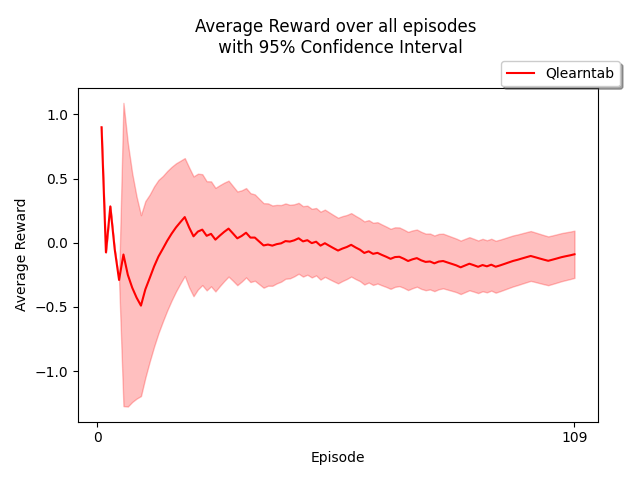 Average Reward over all episodes
with 95% Confidence Interval
Qlearntab
1.0
0.5
0.0
−0.5
−1.0
Average Reward
0
109
Episode